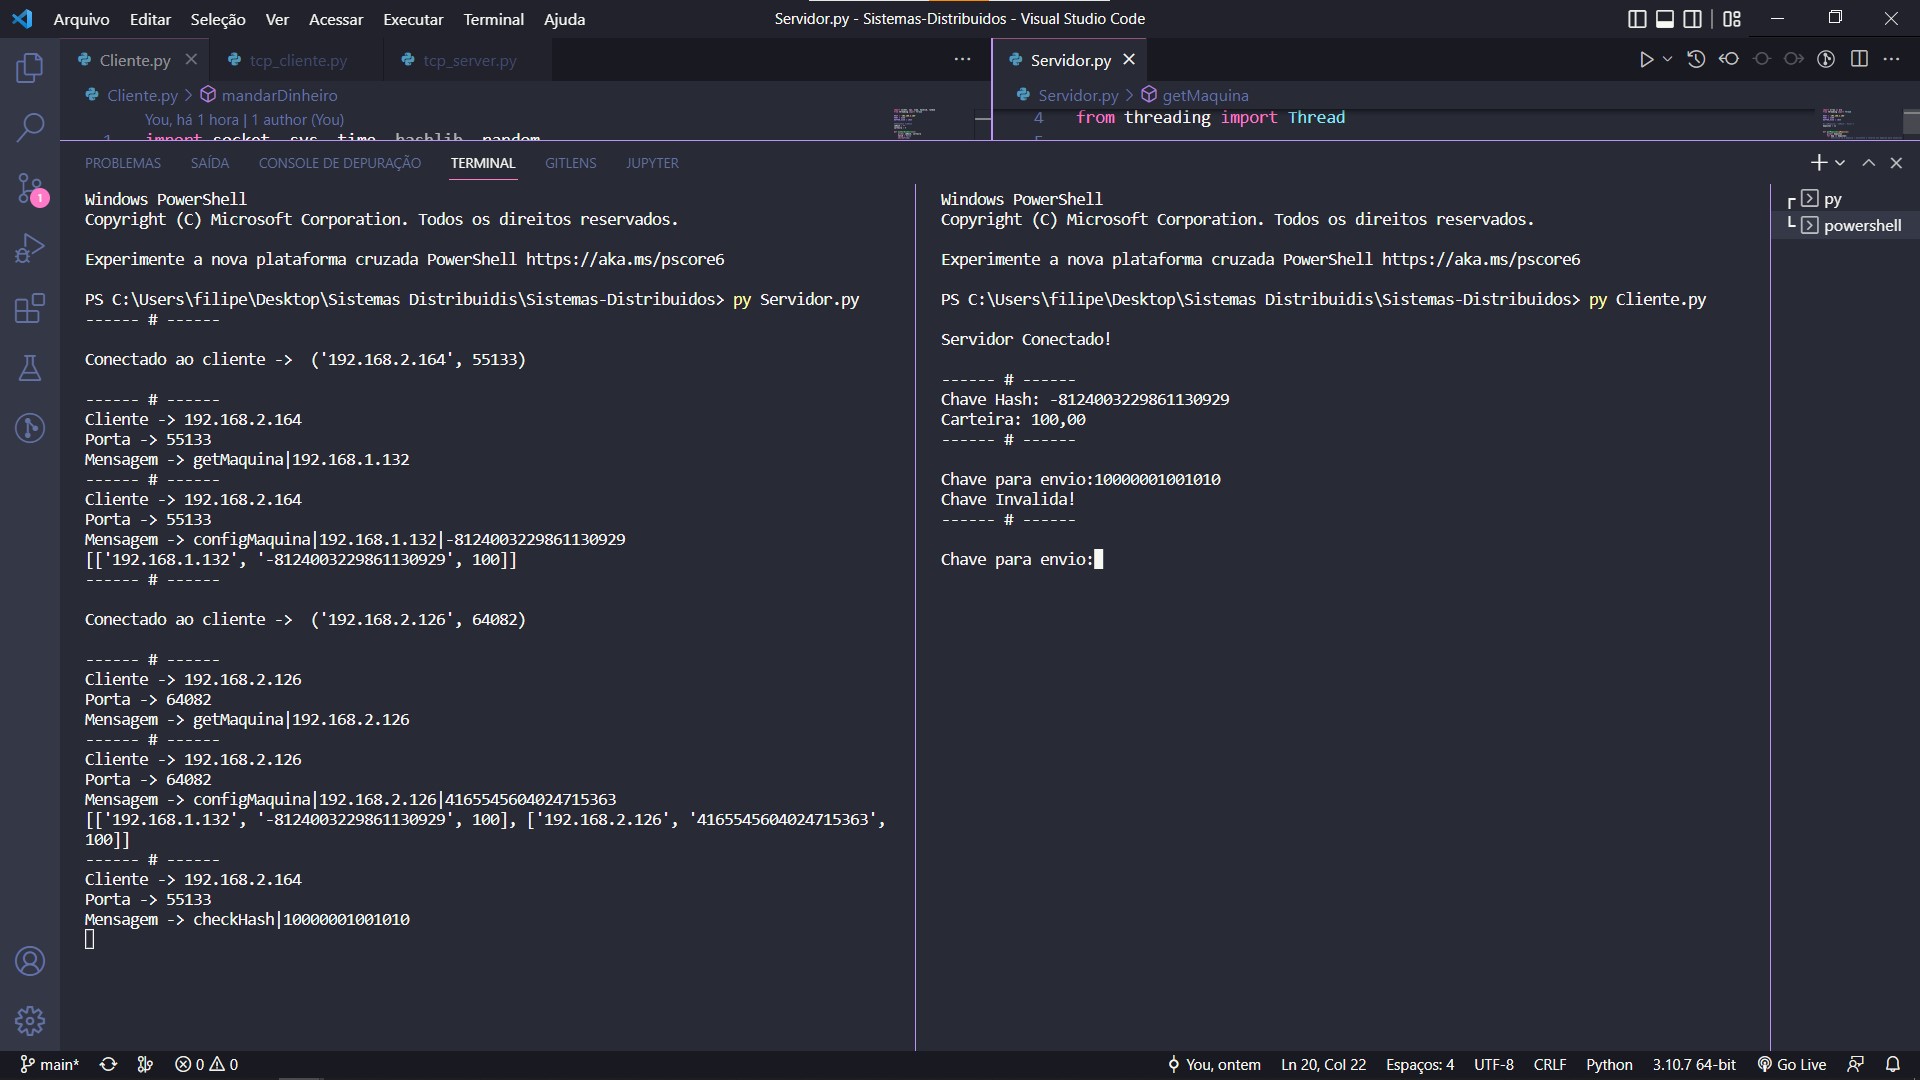 Arquivo Editar Seleção Ver Acessar Executar Terminal Ajuda
Servidor.py - Sistemas-Distribuidos - Visual Studio Code
Cliente.py
tcp_cliente.py
tcp_server.py
Servidor.py
Cliente.py > mandarDinheiro
Servidor.py > getMaquina
You, há 1 hora | 1 author (You)
1 import socket, sys, time, hashlib, random
4 from threading import Thread
5
PROBLEMAS SAÍDA CONSOLE DE DEPURAÇÃO TERMINAL GITLENS JUPYTER
1
Windows PowerShell
Copyright (C) Microsoft Corporation. Todos os direitos reservados.
Experimente a nova plataforma cruzada PowerShell https://aka.ms/pscore6
PS C:\Users\filipe\Desktop\Sistemas Distribuidis\Sistemas-Distribuidos> py Servidor.py
------ # ------
Conectado ao cliente ->  ('192.168.2.164', 55133)
------ # ------
Cliente -> 192.168.2.164
Porta -> 55133
Mensagem -> getMaquina|192.168.1.132
------ # ------
Cliente -> 192.168.2.164
Porta -> 55133
Mensagem -> configMaquina|192.168.1.132|-8124003229861130929
[['192.168.1.132', '-8124003229861130929', 100]]
------ # ------
Conectado ao cliente ->  ('192.168.2.126', 64082)
------ # ------
Cliente -> 192.168.2.126
Porta -> 64082
Mensagem -> getMaquina|192.168.2.126
------ # ------
Cliente -> 192.168.2.126
Porta -> 64082
Mensagem -> configMaquina|192.168.2.126|4165545604024715363
[['192.168.1.132', '-8124003229861130929', 100], ['192.168.2.126', '4165545604024715363',
100]]
------ # ------
Cliente -> 192.168.2.164
Porta -> 55133
Mensagem -> checkHash|10000001001010
Windows PowerShell
Copyright (C) Microsoft Corporation. Todos os direitos reservados.
Experimente a nova plataforma cruzada PowerShell https://aka.ms/pscore6
PS C:\Users\filipe\Desktop\Sistemas Distribuidis\Sistemas-Distribuidos> py Cliente.py
Servidor Conectado!
------ # ------
Chave Hash: -8124003229861130929
Carteira: 100,00
------ # ------
Chave para envio:10000001001010
Chave Invalida!
------ # ------
Chave para envio:
py
powershell
main* 0 0
You, ontem Ln 20, Col 22 Espaços: 4 UTF-8 CRLF Python 3.10.7 64-bit Go Live